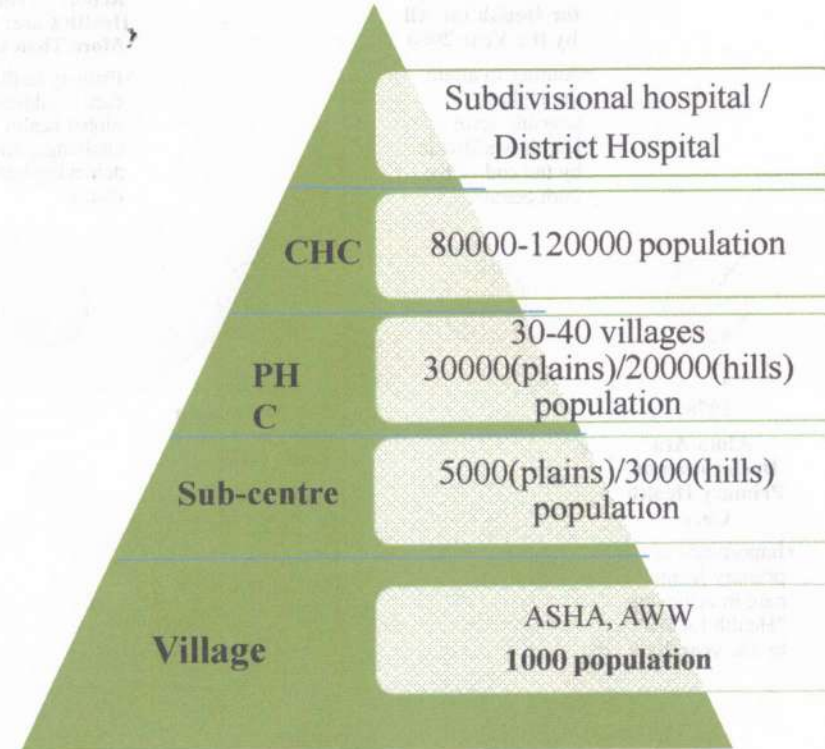 Subdivisional hospital /
District Hospital
CHC
80000-120000 population
30-40 villages
PH
C
30000(plains)/20000(hills)
population
Sub-centre
5000(plains)/3000(hills)
population
Village
ASHA, AWW
1000 population